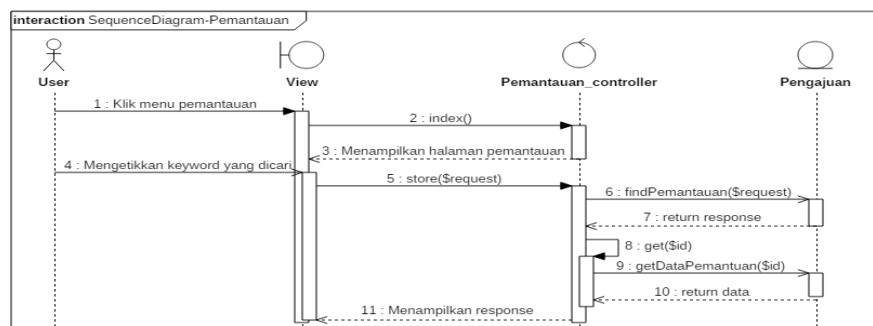 interaction SequenceDiagram-Pemantauan
User
View
Pemantauan_controller
Pengajuan
1 : Klik menu pemantauan
2 : index()
3 : Menampilkan halaman pemantauan
4 : Mengetikkan keyword yang dicari
5 : store($request)
6 : findPemantauan($request)
7 : return response
8 : get($id)
9 : getDataPemantuan($id)
10 : return data
11 : Menampilkan response